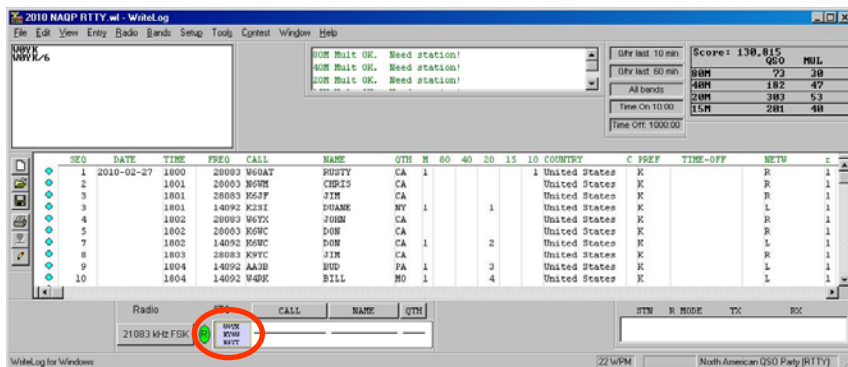 2010 NAQP RTTY.wl - WriteLog
File Edit View Entry Radio Bands Setup Tools Contest Window Help
W0YK
W0YK/6
80M Mult OK. Need station!
40M Mult OK. Need station!
20M Mult OK. Need station!
Q/hr last 10 min
Q/hr last 60 min
All bands
Time On 10:00
Time Off: 1000:00
Score: 130,815
QSO MUL
80M 73 30
40M 182 47
20M 303 53
15M 201 40
SEQ DATE TIME FREQ CALL NAME QTH M 80 40 20 15 10 COUNTRY C PREF TIME-OFF NETW r
1 2010-02-27 1800 28083 W6OAT RUSTY CA 1 1 United States K R 1
2 1801 28083 N6WM CHRIS CA United States K R 1
3 1801 28083 K6JF JIM CA United States K R 1
3 1801 14092 K2SI DUANK NY 1 1 United States K L 1
4 1802 28083 W6YX JOHN CA United States K R 1
5 1802 28083 K6WC DON CA United States K R 1
7 1802 14092 K6WC DON CA 1 2 United States K L 1
8 1803 28083 K9YC JIM CA United States K R 1
9 1804 14092 AA3B BUD PA 1 3 United States K L 1
10 1804 14092 W4PK BILL MO 1 4 United States K L 1
Radio
CALL NAME QTH
STN R MODE TX RX
21083 kHz FSK R
W0YK
K6YT
WriteLog for Windows
22 WPM
North American QSO Party (RTTY)